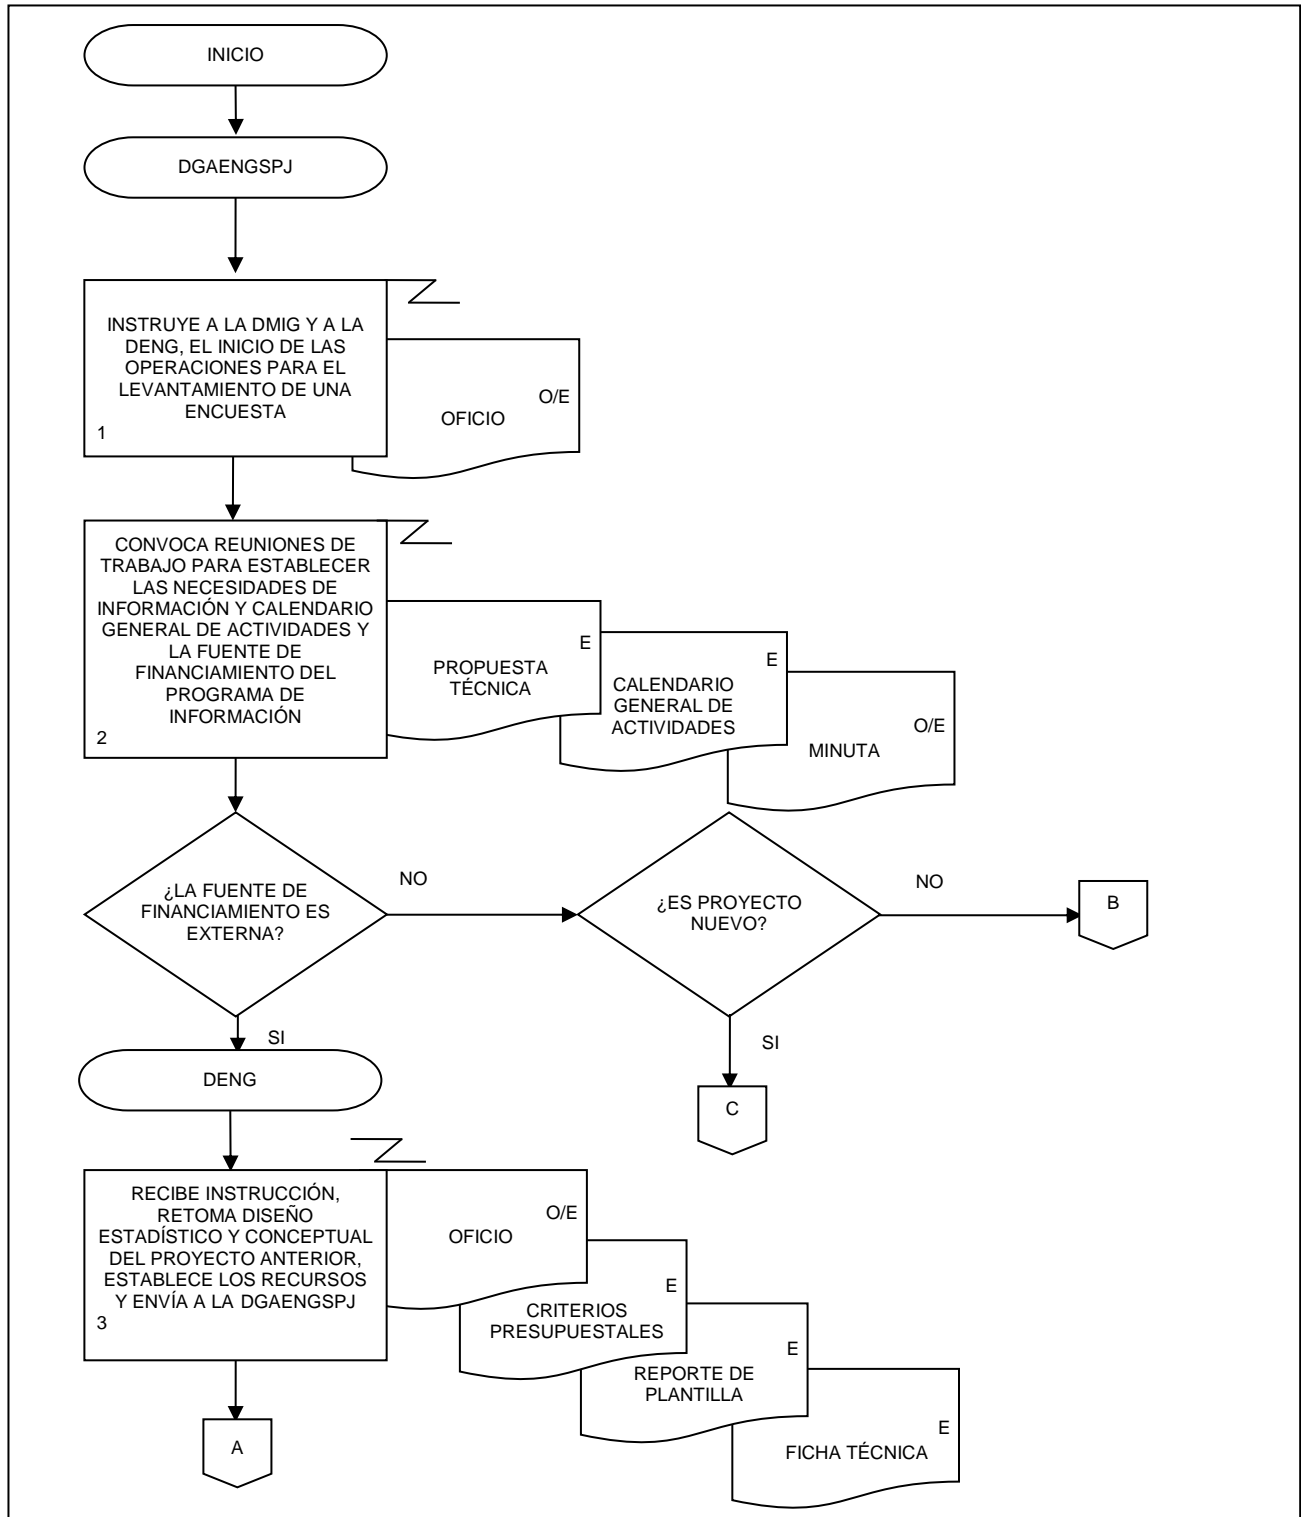 INICIO
DGAENGSPJ
INSTRUYE A LA DMIG Y A LA
DENG, EL INICIO DE LAS
OPERACIONES PARA EL
LEVANTAMIENTO DE UNA
ENCUESTA
1
O/E
OFICIO
CONVOCA REUNIONES DE
TRABAJO PARA ESTABLECER
LAS NECESIDADES DE
INFORMACIÓN Y CALENDARIO
GENERAL DE ACTIVIDADES Y
LA FUENTE DE
FINANCIAMIENTO DEL
PROGRAMA DE
INFORMACIÓN
2
E
PROPUESTA
TÉCNICA
E
CALENDARIO
GENERAL DE
ACTIVIDADES
O/E
MINUTA
¿LA FUENTE DE
FINANCIAMIENTO ES
EXTERNA?
NO
¿ES PROYECTO
NUEVO?
NO
B
SI
SI
C
DENG
RECIBE INSTRUCCIÓN,
RETOMA DISEÑO
ESTADÍSTICO Y CONCEPTUAL
DEL PROYECTO ANTERIOR,
ESTABLECE LOS RECURSOS
Y ENVÍA A LA DGAENGSPJ
3
O/E
OFICIO
E
CRITERIOS
PRESUPUESTALES
E
REPORTE DE
PLANTILLA
E
FICHA TÉCNICA
A